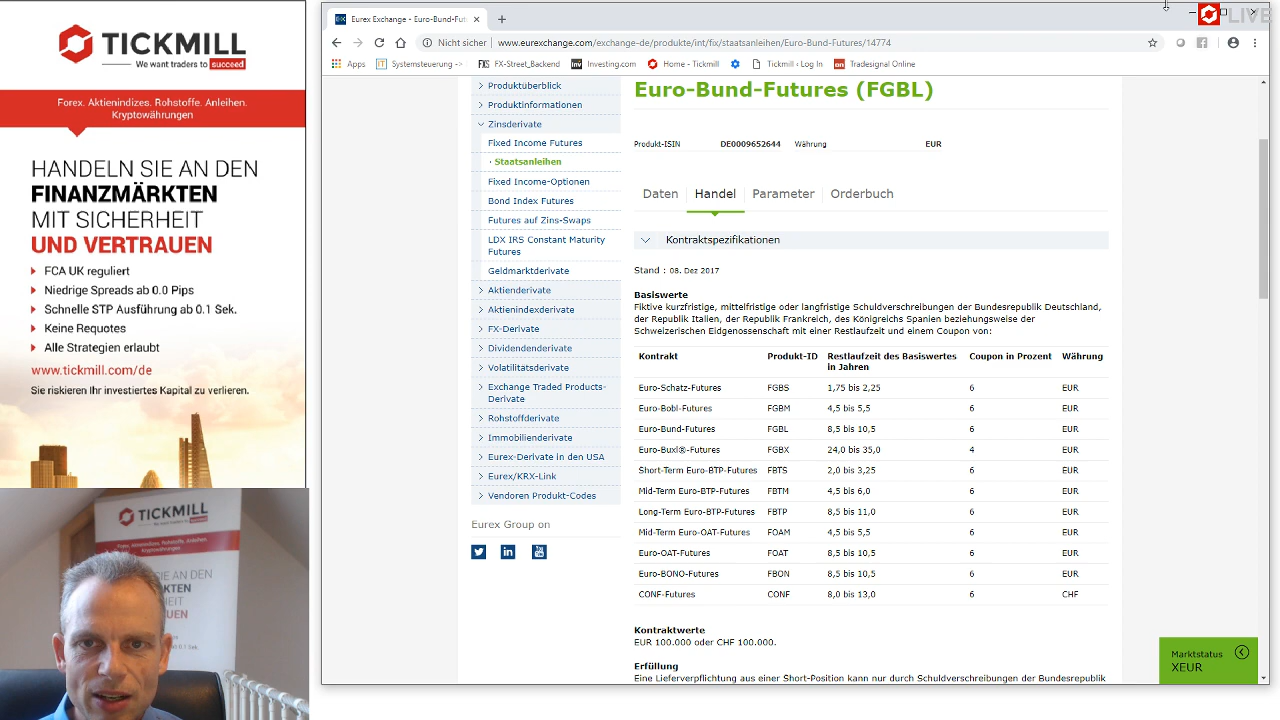 TICKMILL
We want traders to succeed
Forex. Aktienindizes. Rohstoffe. Anleihen.
Kryptowährungen
HANDELN SIE AN DEN
FINANZMÄRKTEN
MIT SICHERHEIT
UND VERTRAUEN
FCA UK reguliert
Niedrige Spreads ab 0.0 Pips
Schnelle STP Ausführung ab 0.1 Sek.
Keine Requotes
Alle Strategien erlaubt
www.tickmill.com/de
Sie riskieren Ihr investiertes Kapital zu verlieren.
TICKMILL
Forex. Aktienindizes. Rohstoffe. Anleihen.
Kryptowährungen
SIE AN DEN
KTEN
HEIT
UEN
Eurex Exchange - Euro-Bund-Fut
LIVE
Nicht sicher | www.eurexchange.com/exchange-de/produkte/int/fix/staatsanleihen/Euro-Bund-Futures/14774
Apps Systemsteuerung -> FX-Street_Backend Investing.com Home - Tickmill Tickmill ‹ Log In Tradesignal Online
Produktüberblick
Produktinformationen
Zinsderivate
Fixed Income Futures
· Staatsanleihen
Fixed Income-Optionen
Bond Index Futures
Futures auf Zins-Swaps
LDX IRS Constant Maturity
Futures
Geldmarktderivate
Aktienderivate
Aktienindexderivate
FX-Derivate
Dividendenderivate
Volatilitätsderivate
Exchange Traded Products-
Derivate
Rohstoffderivate
Immobilienderivate
Eurex-Derivate in den USA
Eurex/KRX-Link
Vendoren Produkt-Codes
Eurex Group on
Euro-Bund-Futures (FGBL)
Produkt-ISIN DE0009652644 Währung EUR
Daten Handel Parameter Orderbuch
Kontraktspezifikationen
Stand : 08. Dez 2017
Basiswerte
Fiktive kurzfristige, mittelfristige oder langfristige Schuldverschreibungen der Bundesrepublik Deutschland,
der Republik Italien, der Republik Frankreich, des Königreichs Spanien beziehungsweise der
Schweizerischen Eidgenossenschaft mit einer Restlaufzeit und einem Coupon von:
Kontrakt Produkt-ID Restlaufzeit des Basiswertes Coupon in Prozent Währung
in Jahren
Euro-Schatz-Futures FGBS 1,75 bis 2,25 6 EUR
Euro-Bobl-Futures FGBM 4,5 bis 5,5 6 EUR
Euro-Bund-Futures FGBL 8,5 bis 10,5 6 EUR
Euro-Buxl®-Futures FGBX 24,0 bis 35,0 4 EUR
Short-Term Euro-BTP-Futures FBTS 2,0 bis 3,25 6 EUR
Mid-Term Euro-BTP-Futures FBTM 4,5 bis 6,0 6 EUR
Long-Term Euro-BTP-Futures FBTP 8,5 bis 11,0 6 EUR
Mid-Term Euro-OAT-Futures FOAM 4,5 bis 5,5 6 EUR
Euro-OAT-Futures FOAT 8,5 bis 10,5 6 EUR
Euro-BONO-Futures FBON 8,5 bis 10,5 6 EUR
CONF-Futures CONF 8,0 bis 13,0 6 CHF
Kontraktwerte
EUR 100.000 oder CHF 100.000.
Erfüllung
Eine Lieferverpflichtung aus einer Short-Position kann nur durch Schuldverschreibungen der Bundesrepublik
Marktstatus
XEUR